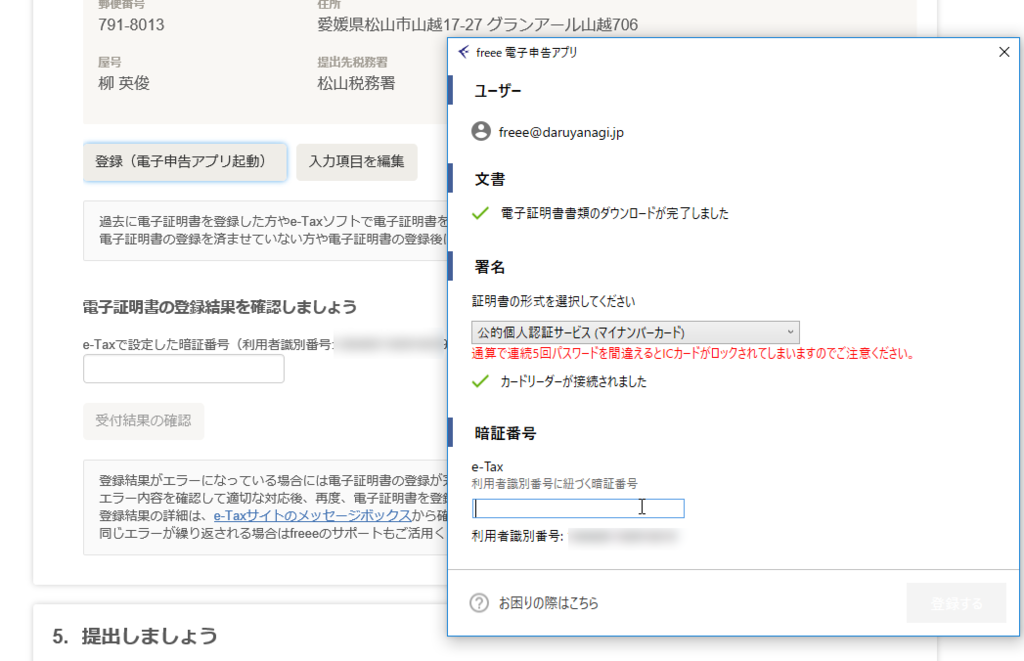 郵便番号
住所
791-8013
愛媛県松山市山越17-27 グランアール山越706
屋号
提出先税務署
柳 英俊
松山税務署
登録（電子申告アプリ起動）
入力項目を編集
過去に電子証明書を登録した方やe-Taxソフトで電子証明書を
電子証明書の登録を済ませていない方や電子証明書の登録後に
電子証明書の登録結果を確認しましょう
e-Taxで設定した暗証番号（利用者識別番号:
受付結果の確認
登録結果がエラーになっている場合には電子証明書の登録が
エラー内容を確認して適切な対応後、再度、電子証明書を登録
登録結果の詳細は、e-Taxサイトのメッセージボックスから確
同じエラーが繰り返される場合はfreeeのサポートもご活用く
5. 提出しましょう
freee 電子申告アプリ
ユーザー
freee@daruyanagi.jp
文書
電子証明書書類のダウンロードが完了しました
署名
証明書の形式を選択してください
公的個人認証サービス (マイナンバーカード)
通算で連続5回パスワードを間違えるとICカードがロックされてしまいますのでご注意ください。
カードリーダーが接続されました
暗証番号
e-Tax
利用者識別番号に紐づく暗証番号
利用者識別番号:
お困りの際はこちら
登録する